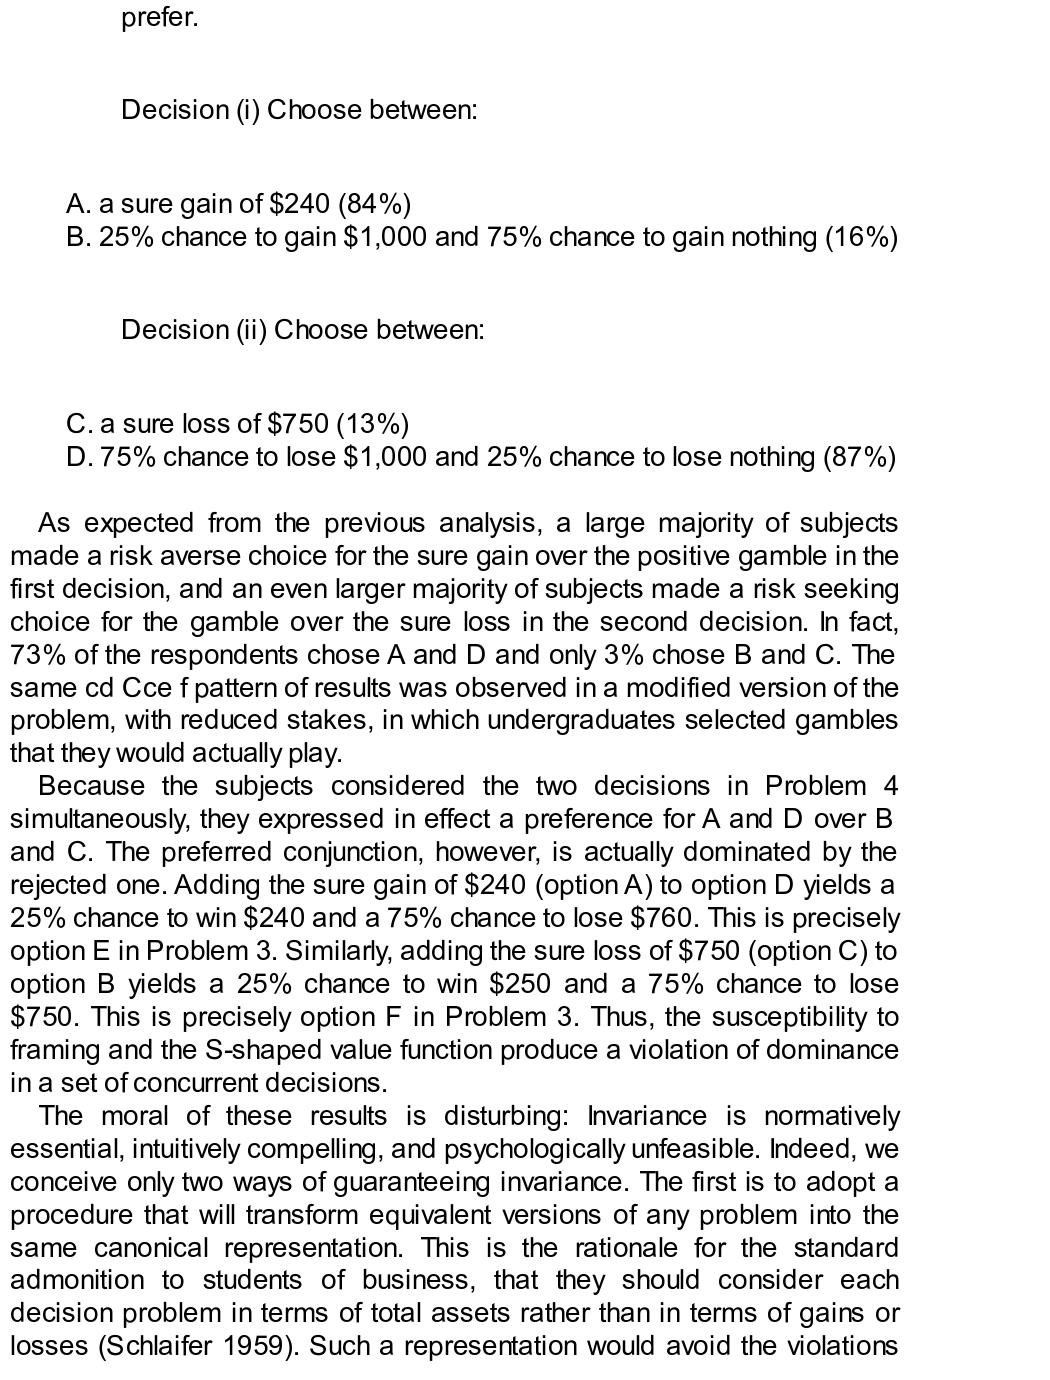 prefer.
Decision (i) Choose between:
A. a sure gain of $240 (84%)
B. 25% chance to gain $1,000 and 75% chance to gain nothing (16%)
Decision (ii) Choose between:
C. a sure loss of $750 (13%)
D. 75% chance to lose $1,000 and 25% chance to lose nothing (87%)
As expected from the previous analysis, a large majority of subjects
made a risk averse choice for the sure gain over the positive gamble in the
first decision, and an even larger majority of subjects made a risk seeking
choice for the gamble over the sure loss in the second decision. In fact,
73% of the respondents chose A and D and only 3% chose B and C. The
same cd Cce f pattern of results was observed in a modified version of the
problem, with reduced stakes, in which undergraduates selected gambles
that they would actually play.
Because the subjects considered the two decisions in Problem 4
simultaneously, they expressed in effect a preference for A and D over B
and C. The preferred conjunction, however, is actually dominated by the
rejected one. Adding the sure gain of $240 (option A) to option D yields a
25% chance to win $240 and a 75% chance to lose $760. This is precisely
option E in Problem 3. Similarly, adding the sure loss of $750 (option C) to
option B yields a 25% chance to win $250 and a 75% chance to lose
$750. This is precisely option F in Problem 3. Thus, the susceptibility to
framing and the S-shaped value function produce a violation of dominance
in a set of concurrent decisions.
The moral of these results is disturbing: Invariance is normatively
essential, intuitively compelling, and psychologically unfeasible. Indeed, we
conceive only two ways of guaranteeing invariance. The first is to adopt a
procedure that will transform equivalent versions of any problem into the
same canonical representation. This is the rationale for the standard
admonition to students of business, that they should consider each
decision problem in terms of total assets rather than in terms of gains or
losses (Schlaifer 1959). Such a representation would avoid the violations